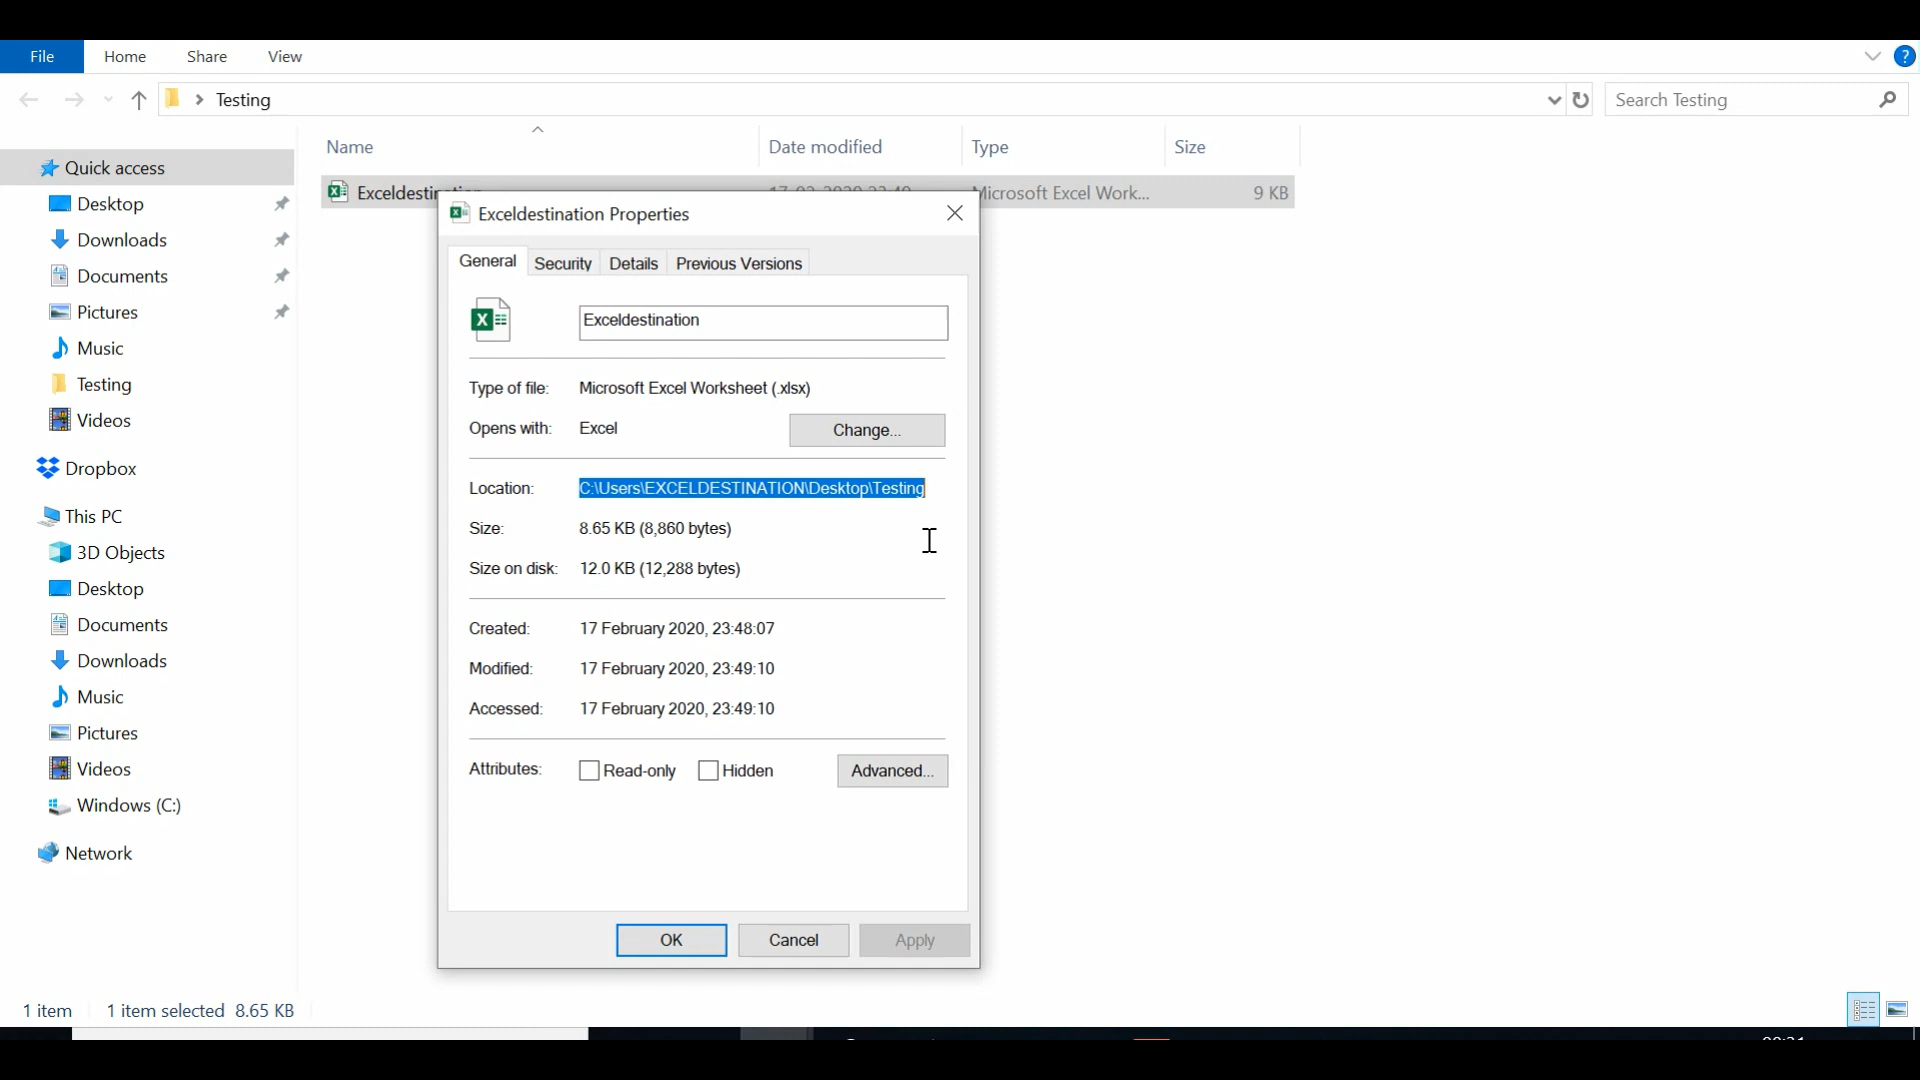 File Home Share View
Testing
Search Testing
Name Date modified Type Size
Microsoft Excel Work... 9 KB
Exceldestination Properties
General Security Details Previous Versions
Exceldestination
Type of file: Microsoft Excel Worksheet (.xlsx)
Opens with: Excel Change...
Location: C:\Users\EXCELDESTINATION\Desktop\Testing
Size: 8.65 KB (8,860 bytes)
Size on disk: 12.0 KB (12,288 bytes)
Created: 17 February 2020, 23:48:07
Modified: 17 February 2020, 23:49:10
Accessed: 17 February 2020, 23:49:10
Attributes: Read-only Hidden Advanced...
OK Cancel Apply
Quick access
Desktop
Downloads
Documents
Pictures
Music
Testing
Videos
Dropbox
This PC
3D Objects
Desktop
Documents
Downloads
Music
Pictures
Videos
Windows (C:)
Network
1 item 1 item selected 8.65 KB